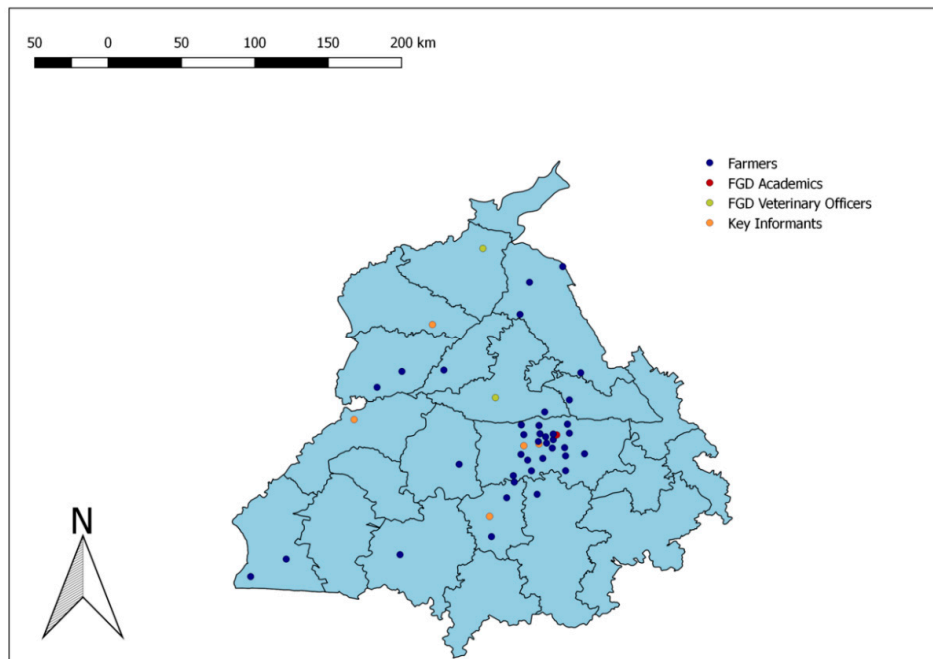 50 0 50 100 150 200 km
Farmers
FGD Academics
FGD Veterinary Officers
Key Informants
N